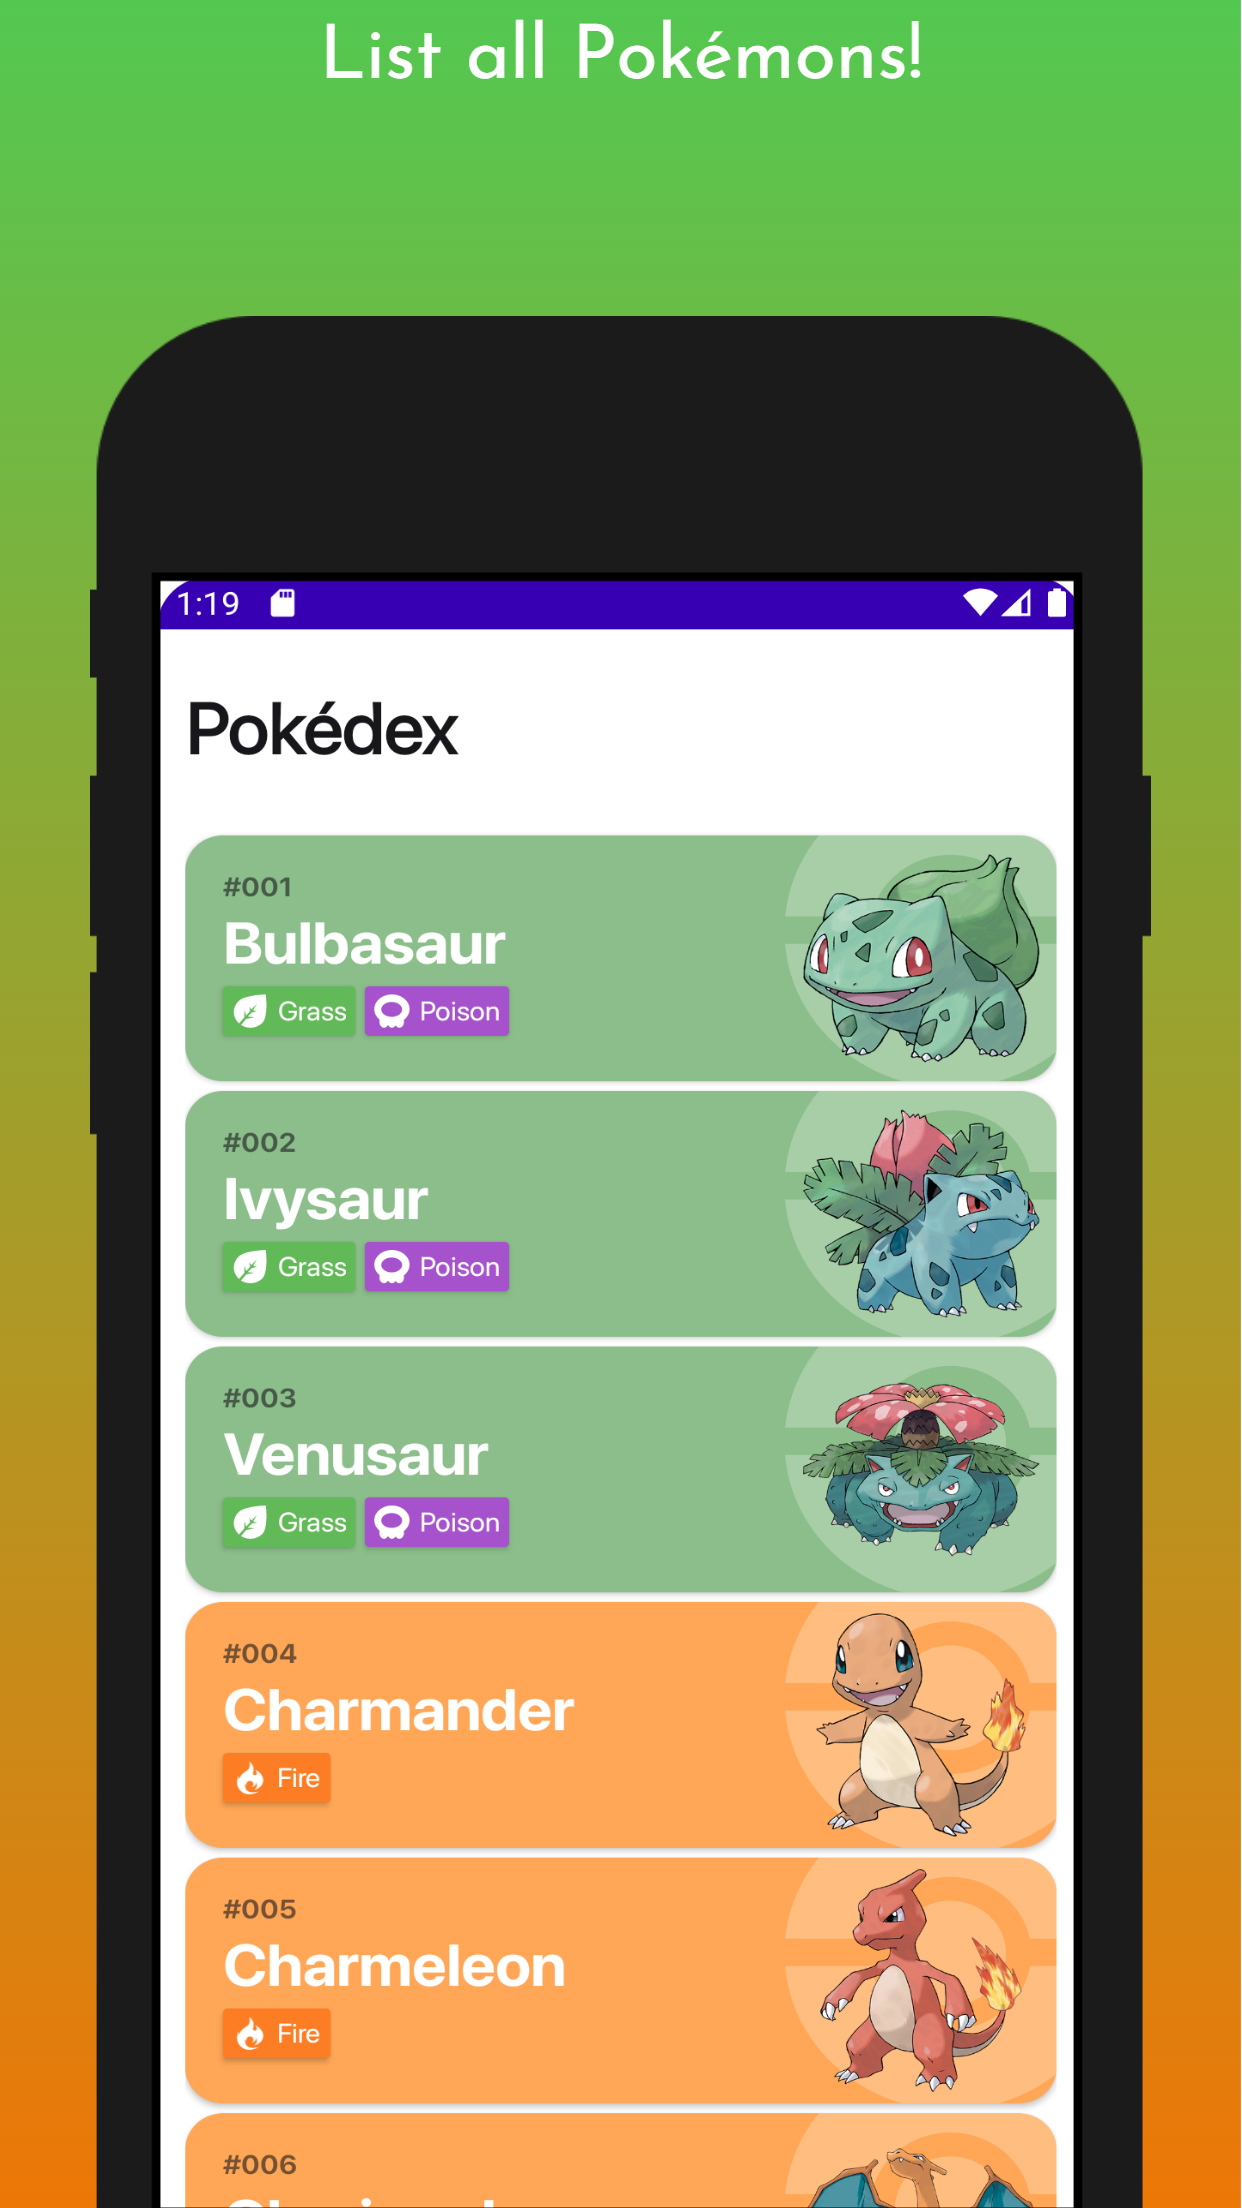 List all Pokémons!
1:19
Pokédex
#001
Bulbasaur
Grass Poison
#002
Ivysaur
Grass Poison
#003
Venusaur
Grass Poison
#004
Charmander
Fire
#005
Charmeleon
Fire
#006